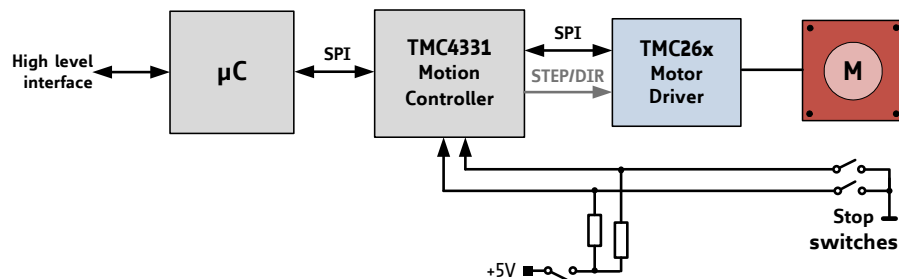 High level
interface
µC
SPI
TMC4331
Motion
Controller
SPI
STEP/DIR
TMC26x
Motor
Driver
M
Stop
switches
+5V